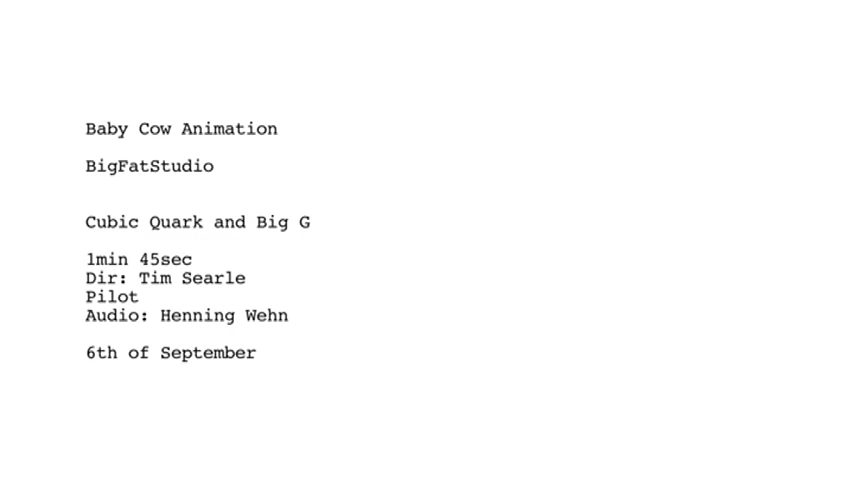 Baby Cow Animation
BigFatStudio
Cubic Quark and Big G
1min 45sec
Dir: Tim Searle
Pilot
Audio: Henning Wehn
6th of September